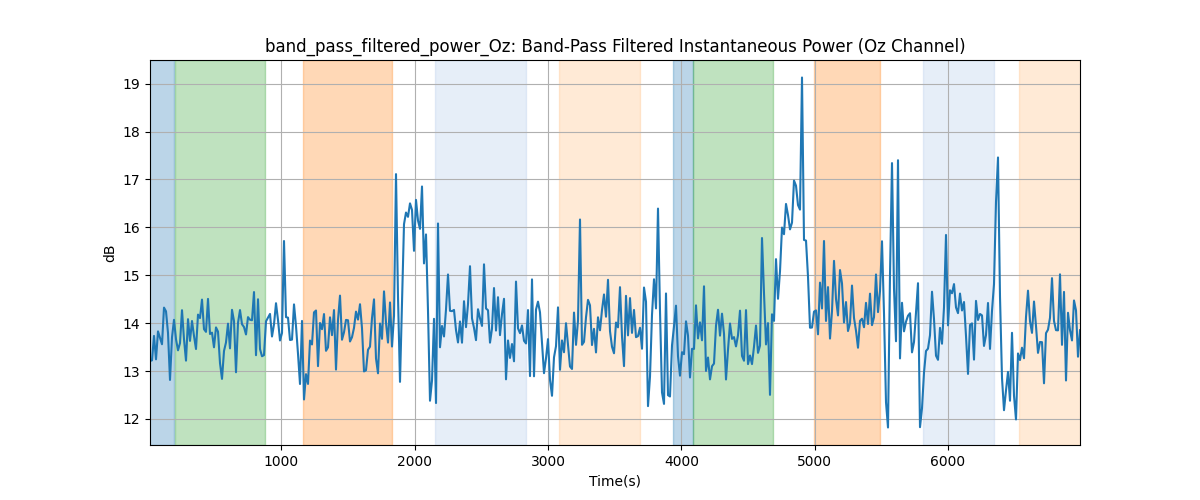 band_pass_filtered_power_Oz: Band-Pass Filtered Instantaneous Power (Oz Channel)
19
18
17
16
15
14
13
12
dB
1000 2000 3000 4000 5000 6000
Time(s)